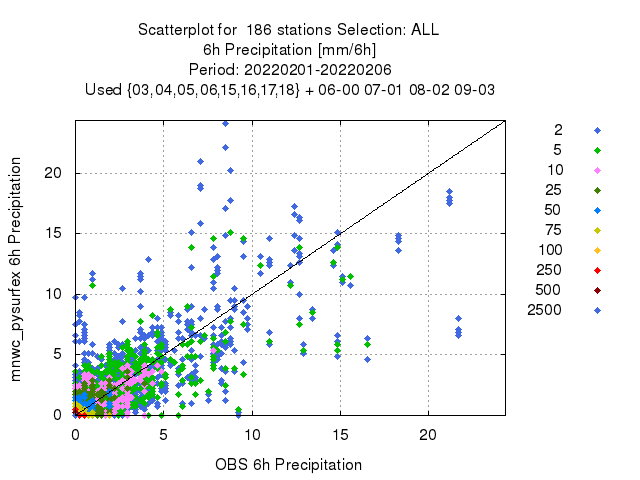 Scatterplot for 186 stations Selection: ALL
6h Precipitation [mm/6h]
Period: 20220201-20220206
Used {03,04,05,06,15,16,17,18} + 06-00 07-01 08-02 09-03
mnwc_pysurfex 6h Precipitation
20
15
10
5
0
0 5 10 15 20
OBS 6h Precipitation
2
5
10
25
50
75
100
250
500
2500